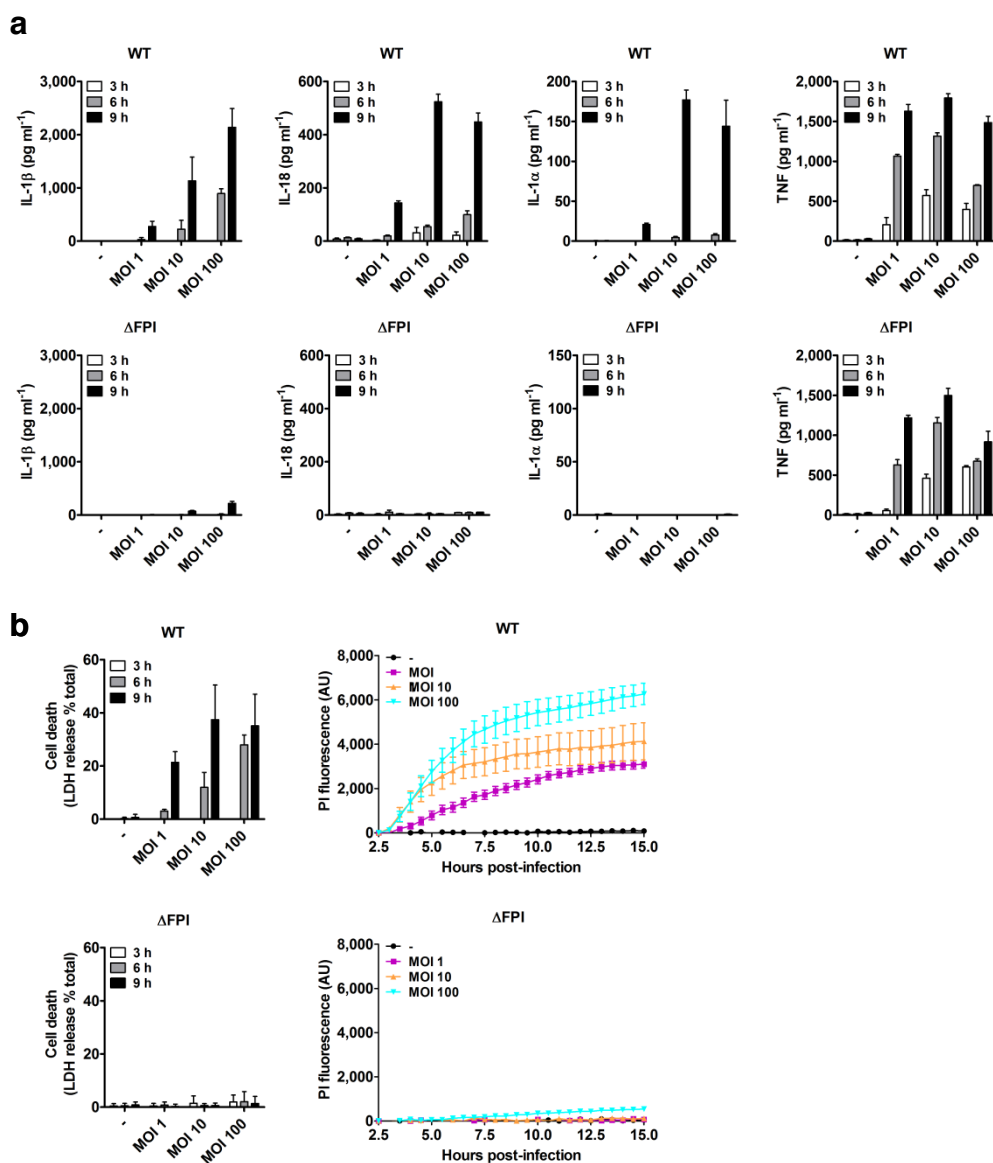 a
WT
3,000
2,000
1,000
0
IL-1β (pg ml⁻¹)
3 h
6 h
9 h
-
MOI 1
MOI 10
MOI 100
600
400
200
0
IL-18 (pg ml⁻¹)
3 h
6 h
9 h
-
MOI 1
MOI 10
MOI 100
WT
200
150
100
50
0
IL-1α (pg ml⁻¹)
3 h
6 h
9 h
-
MOI 1
MOI 10
MOI 100
WT
2,000
1,500
1,000
500
0
TNF (pg ml⁻¹)
3 h
6 h
9 h
-
MOI 1
MOI 10
MOI 100
WT
ΔFPI
3,000
2,000
1,000
0
IL-1β (pg ml⁻¹)
3 h
6 h
9 h
-
MOI 1
MOI 10
MOI 100
ΔFPI
600
400
200
0
IL-18 (pg ml⁻¹)
3 h
6 h
9 h
-
MOI 1
MOI 10
MOI 100
ΔFPI
150
100
50
0
IL-1α (pg ml⁻¹)
3 h
6 h
9 h
-
MOI 1
MOI 10
MOI 100
ΔFPI
2,000
1,500
1,000
500
0
TNF (pg ml⁻¹)
3 h
6 h
9 h
-
MOI 1
MOI 10
MOI 100
b
WT
60
40
20
0
Cell death
(LDH release % total)
3 h
6 h
9 h
-
MOI 1
MOI 10
MOI 100
WT
8,000
6,000
4,000
2,000
0
PI fluorescence (AU)
-
MOI
MOI 10
MOI 100
2.5
5.0
7.5
10.0
12.5
15.0
Hours post-infection
ΔFPI
60
40
20
0
Cell death
(LDH release % total)
3 h
6 h
9 h
-
MOI 1
MOI 10
MOI 100
ΔFPI
8,000
6,000
4,000
2,000
0
PI fluorescence (AU)
-
MOI 1
MOI 10
MOI 100
2.5
5.0
7.5
10.0
12.5
15.0
Hours post-infection